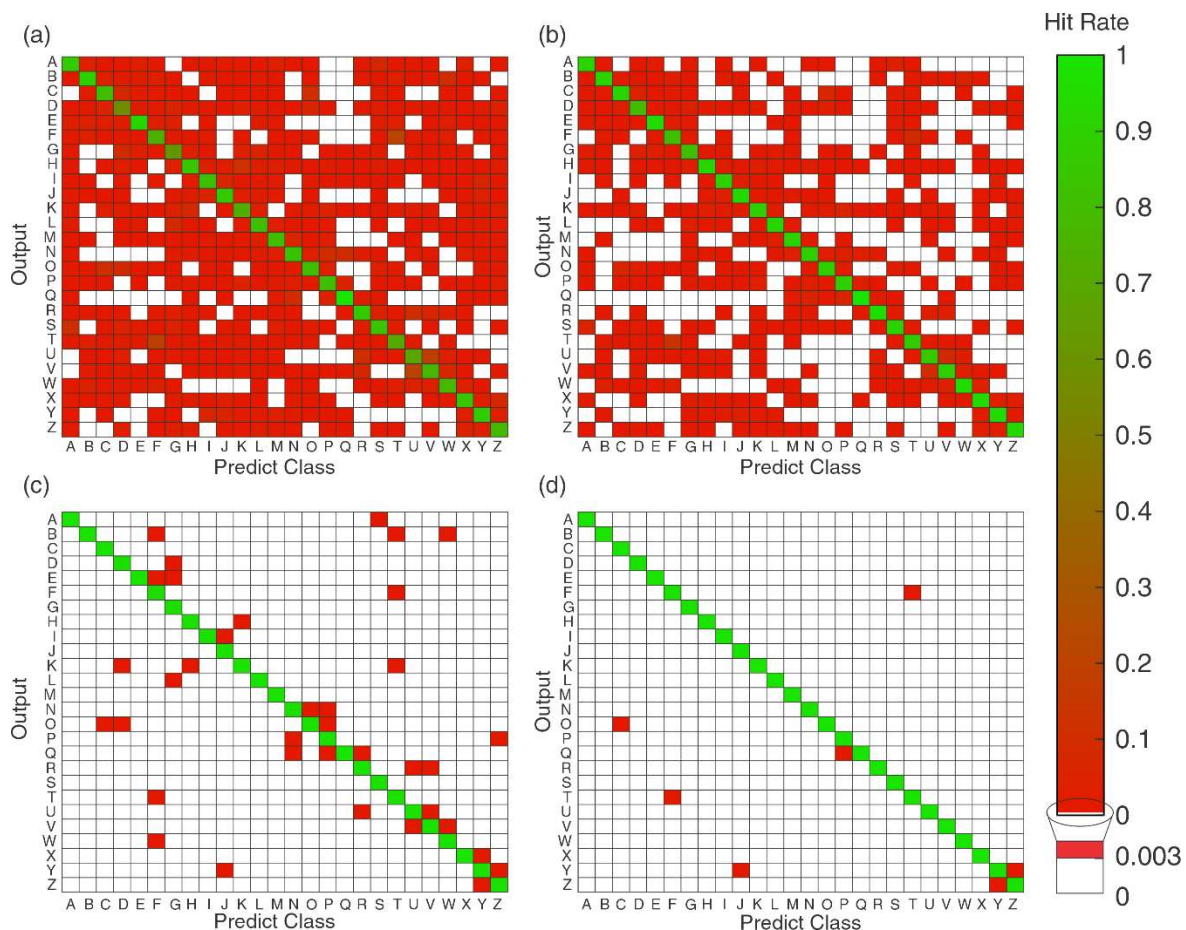 Hit Rate
(a)
A
B
C
D
E
F
G
H
I
J
K
L
M
N
O
P
Q
R
S
T
U
V
W
X
Y
Z
Output
A B C D E F G H I J K L M N O P Q R S T U V W X Y Z
Predict Class
(b)
A
B
C
D
E
F
G
H
I
J
K
L
M
N
O
P
Q
R
S
T
U
V
W
X
Y
Z
Output
A B C D E F G H I J K L M N O P Q R S T U V W X Y Z
Predict Class
(c)
A
B
C
D
E
F
G
H
I
J
K
L
M
N
O
P
Q
R
S
T
U
V
W
X
Y
Z
Output
A B C D E F G H I J K L M N O P Q R S T U V W X Y Z
Predict Class
(d)
A
B
C
D
E
F
G
H
I
J
K
L
M
N
O
P
Q
R
S
T
U
V
W
X
Y
Z
Output
A B C D E F G H I J K L M N O P Q R S T U V W X Y Z
Predict Class
1
0.9
0.8
0.7
0.6
0.5
0.4
0.3
0.2
0.1
0
0.003
0